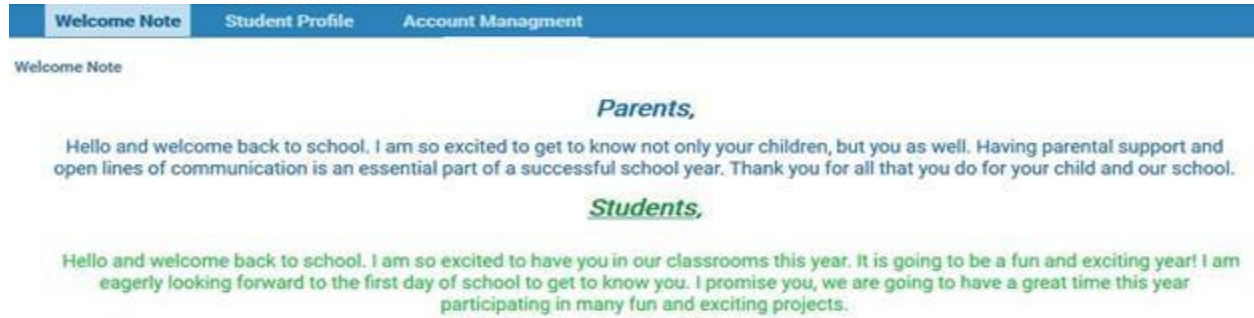 Welcome Note Student Profile Account Managment
Welcome Note
Parents,
Hello and welcome back to school. I am so excited to get to know not only your children, but you as well. Having parental support and
open lines of communication is an essential part of a successful school year. Thank you for all that you do for your child and our school.
Students,
Hello and welcome back to school. I am so excited to have you in our classrooms this year. It is going to be a fun and exciting year! I am
eagerly looking forward to the first day of school to get to know you. I promise you, we are going to have a great time this year
participating in many fun and exciting projects.